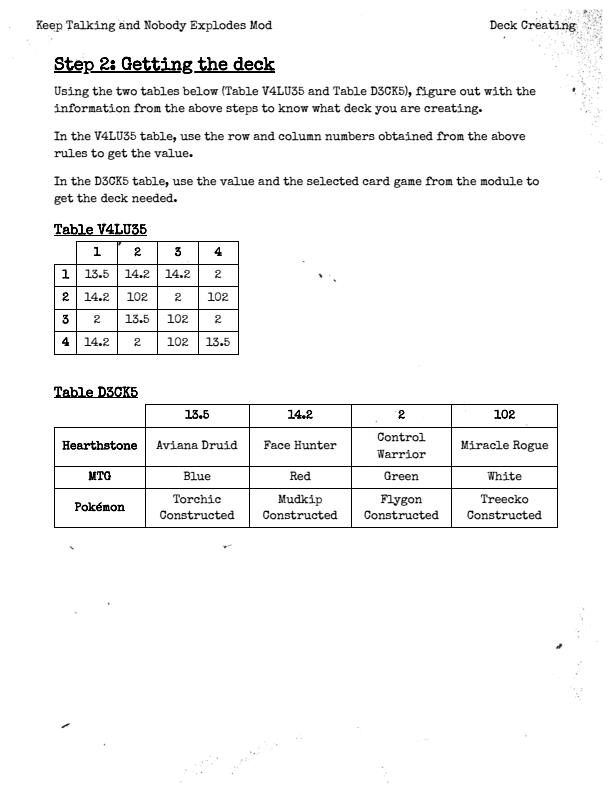 Keep Talking and Nobody Explodes Mod Deck Creating
Step 2: Getting the deck
Using the two tables below (Table V4LU35 and Table D3CK5), figure out with the
information from the above steps to know what deck you are creating.
In the V4LU35 table, use the row and column numbers obtained from the above
rules to get the value.
In the D3CK5 table, use the value and the selected card game from the module to
get the deck needed.
Table V4LU35
1 2 3 4
1 13.5 14.2 14.2 2
2 14.2 102 2 102
3 2 13.5 102 2
4 14.2 2 102 13.5
Table D3CK5
13.5 14.2 2 102
Hearthstone Aviana Druid Face Hunter Control Warrior Miracle Rogue
MTG Blue Red Green White
Pokémon Torchic Constructed Mudkip Constructed Flygon Constructed Treecko Constructed